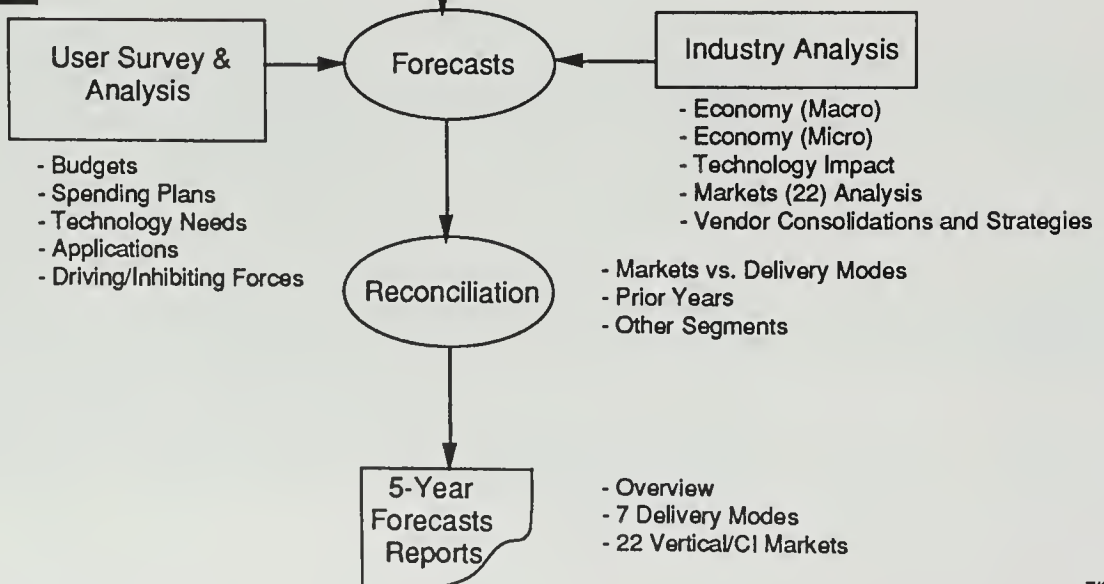 User Survey &
Analysis
Forecasts
Industry Analysis
- Budgets
- Spending Plans
- Technology Needs
- Applications
- Driving/Inhibiting Forces
- Economy (Macro)
- Economy (Micro)
- Technology Impact
- Markets (22) Analysis
- Vendor Consolidations and Strategies
Reconciliation
- Markets vs. Delivery Modes
- Prior Years
- Other Segments
5-Year
Forecasts
Reports
- Overview
- 7 Delivery Modes
- 22 Vertical/CI Markets